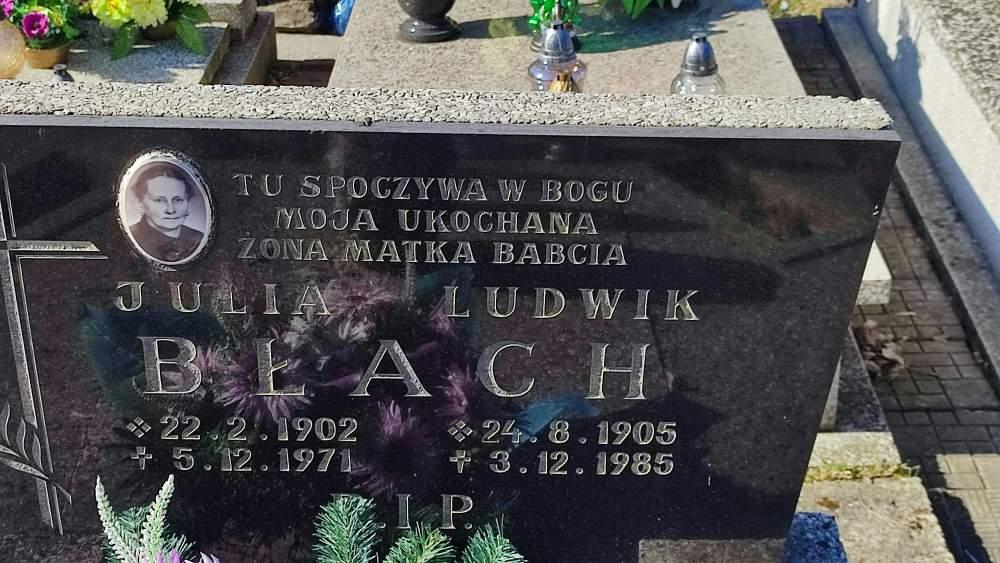 TU SPOCZYWA W BOGU
MOJA UKOCHANA
ŻONA MATKA BABCIA
JULIA LUDWIK
BŁACH
22.2.1902 24.8.1905
† 5.12.1971 † 3.12.1985
R.I.P.